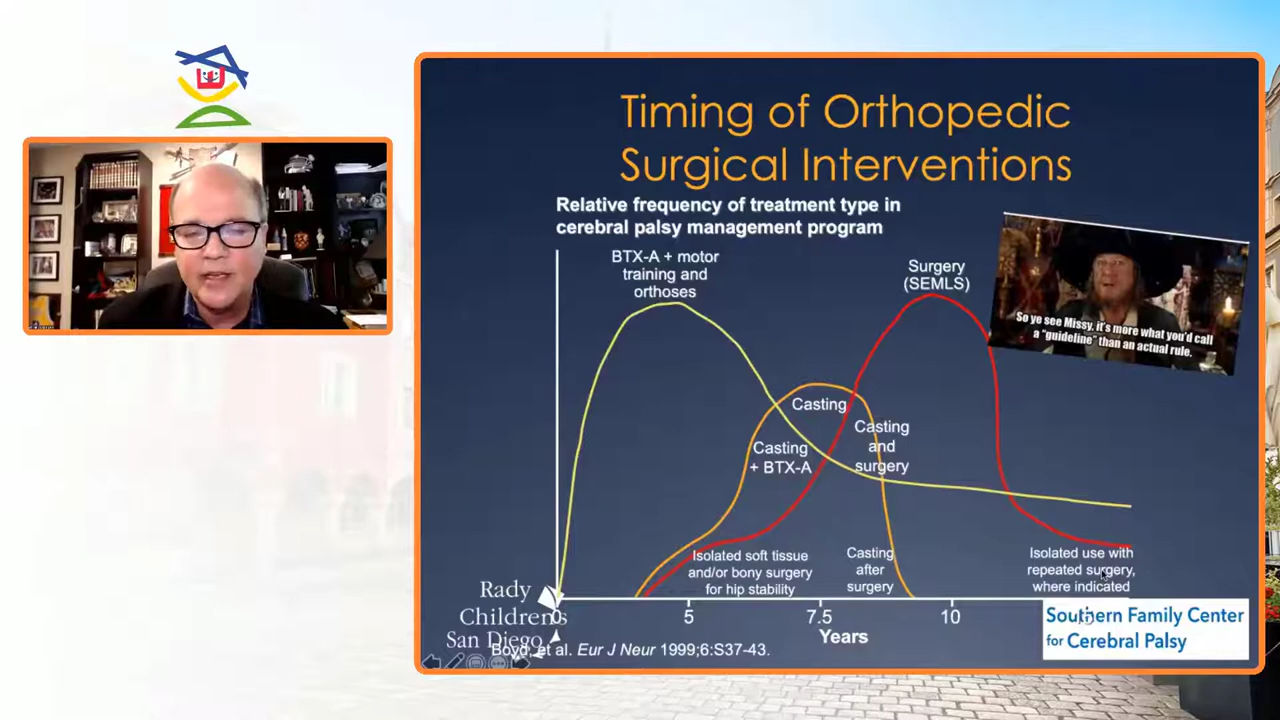 Timing of Orthopedic
Surgical Interventions
Relative frequency of treatment type in
cerebral palsy management program
BTX-A + motor
training and
orthoses
Surgery
(SEMLS)
So ye see Missy, it's more what you'd call
a "guideline" than an actual rule.
Casting
Casting
+ BTX-A
Casting
and
surgery
Isolated soft tissue
and/or bony surgery
for hip stability
Casting
after
surgery
Isolated use with
repeated surgery,
where indicated
0
5
7.5
10
Years
Rady
Children's
San Diego
Boyd, et al. Eur J Neur 1999;6:S37-43.
Southern Family Center
for Cerebral Palsy